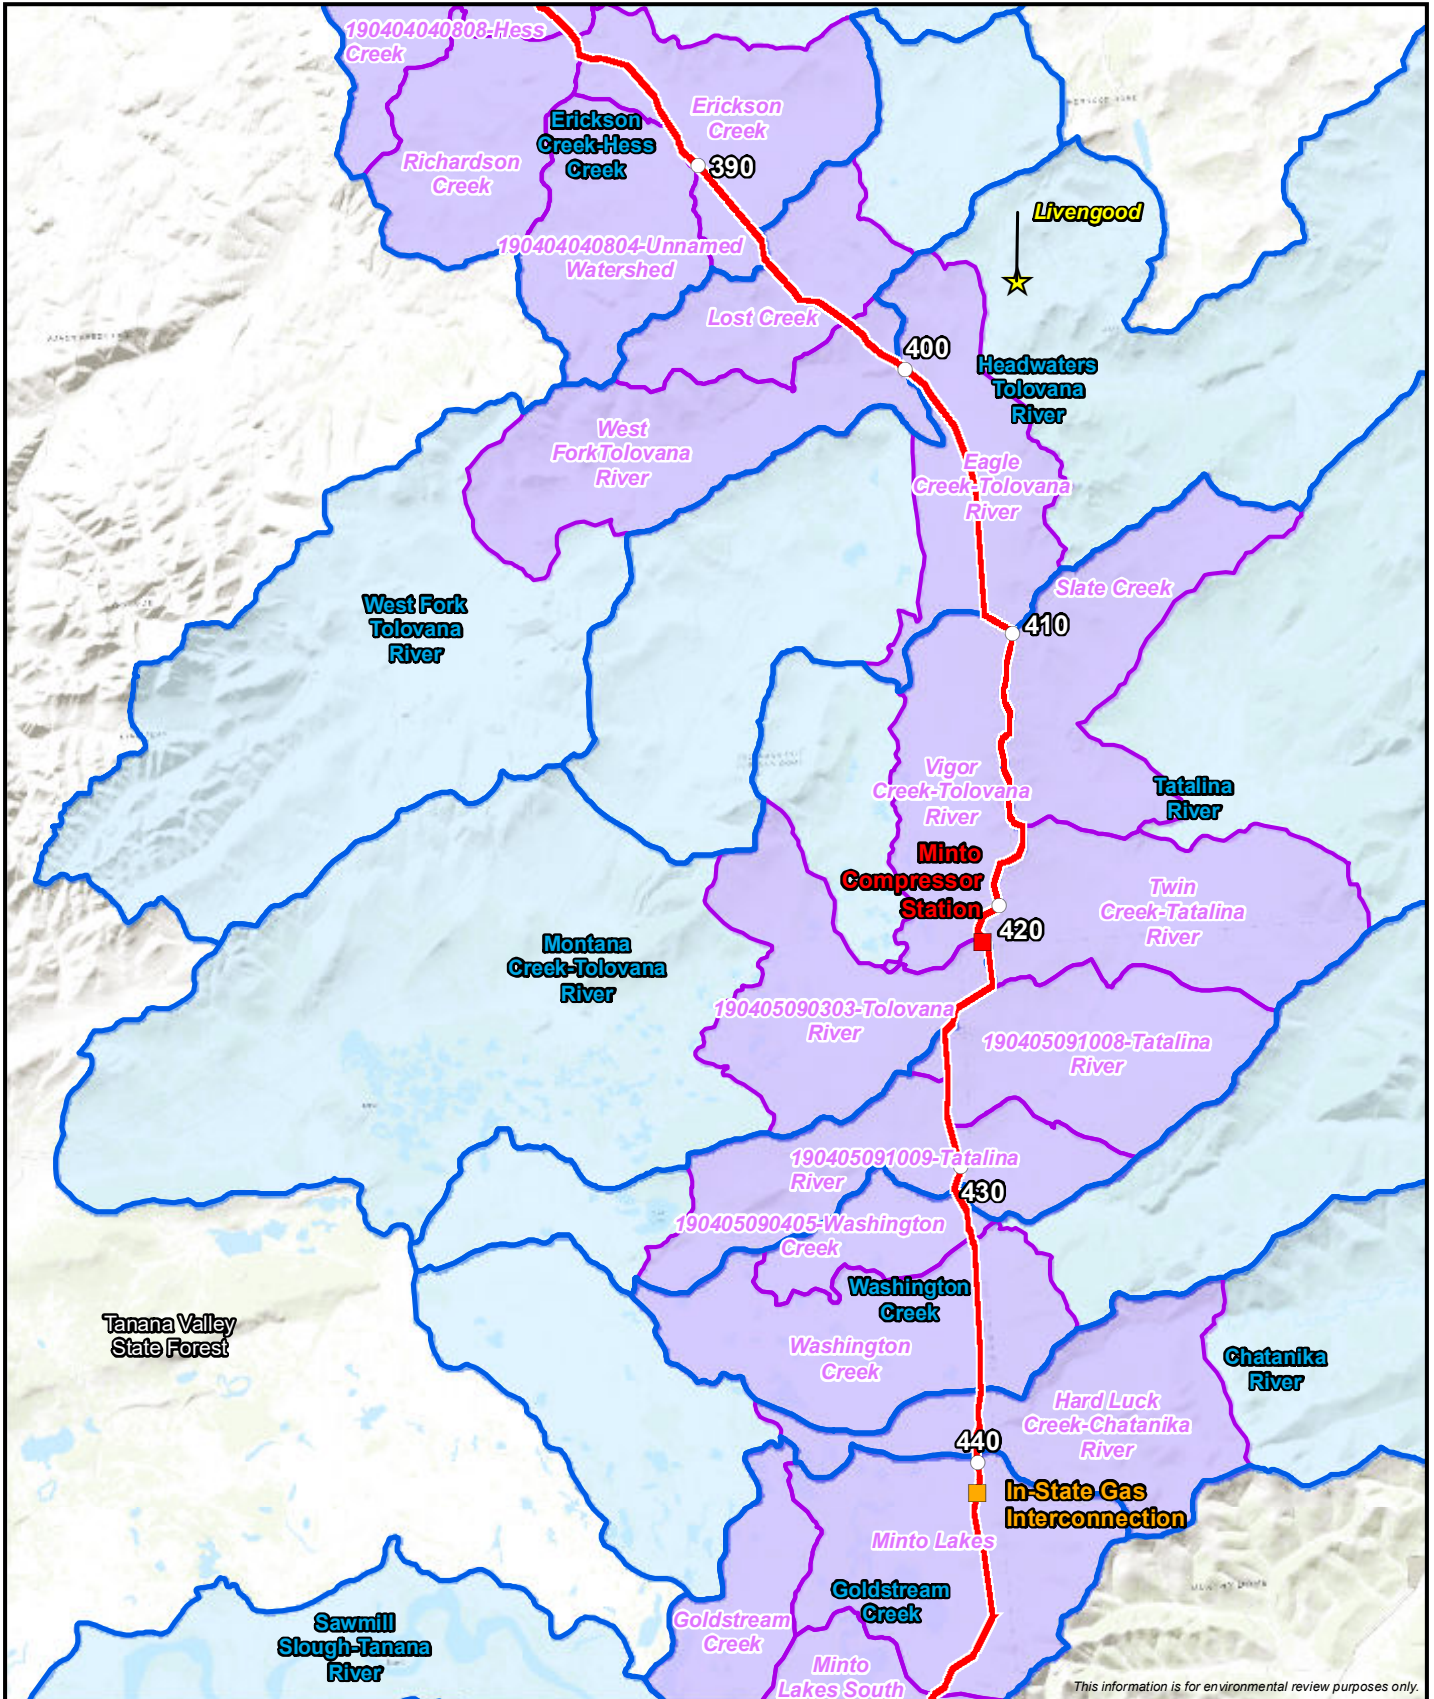 190404040808-Hess
Creek
Erickson
Creek
Erickson
Creek-Hess
Creek
Richardson
Creek
390
Livengood
190404040804-Unnamed
Watershed
Lost Creek
400
Headwaters
Tolovana
River
West
ForkTolovana
River
Eagle
Creek-Tolovana
River
Slate Creek
West Fork
Tolovana
River
410
Vigor
Creek-Tolovana
River
Tatalina
River
Minto
Compressor
Station
Twin
Creek-Tatalina
River
420
Montana
Creek-Tolovana
River
190405090303-Tolovana
River
190405091008-Tatalina
River
190405091009-Tatalina
River
430
190405090405-Washington
Creek
Washington
Creek
Tanana Valley
State Forest
Washington
Creek
Chatanika
River
Hard Luck
Creek-Chatanika
River
440
In-State Gas
Interconnection
Minto Lakes
Goldstream
Creek
Goldstream
Creek
Sawmill
Slough-Tanana
River
Minto
Lakes South
This information is for environmental review purposes only.